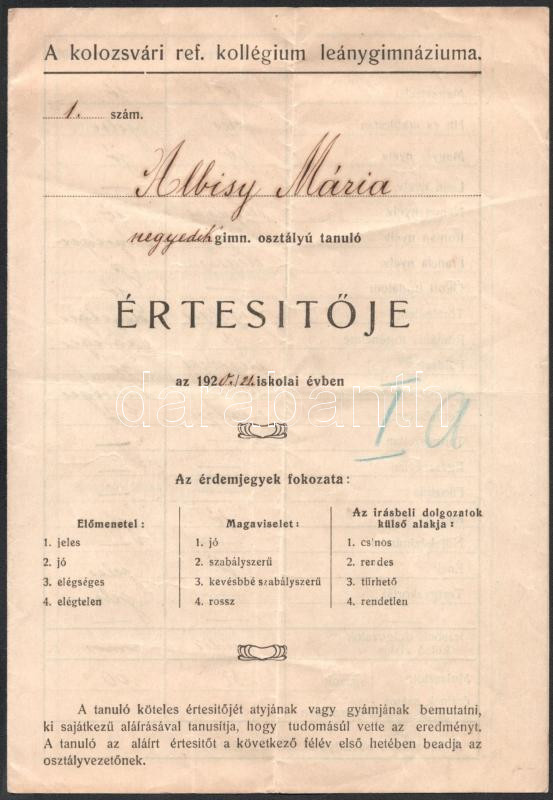 A kolozsvári ref. kollégium leánygimnáziuma.
1. szám.
Albisy Mária
negyedik gimn. osztályú tanuló
ÉRTESITŐJE
az 1920./21. iskolai évben
darabanth
I a
Az érdemjegyek fokozata:
Előmenetel:
1. jeles
2. jó
3. elégséges
4. elégtelen
Magaviselet:
1. jó
2. szabályszerű
3. kevésbbé szabályszerű
4. rossz
Az irásbeli dolgozatok
külső alakja:
1. csinos
2. rendes
3. türhető
4. rendetlen
A tanuló köteles értesitőjét atyjának vagy gyámjának bemutatni,
ki sajátkezű aláírásával tanusitja, hogy tudomásúl vette az eredményt.
A tanuló az aláírt értesitőt a következő félév első hetében beadja az
osztályvezetőnek.